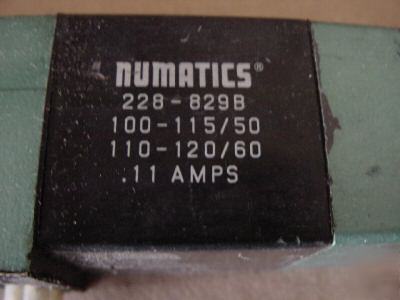 NUMATICS®
228-829B
100-115/50
110-120/60
.11 AMPS